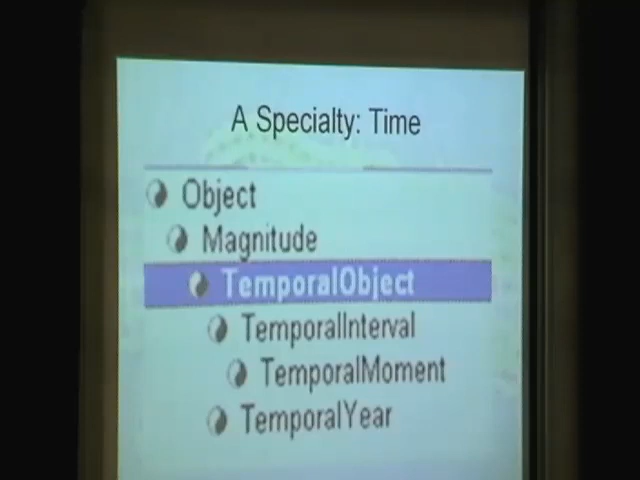 A Specialty: Time
Object
Magnitude
TemporalObject
TemporalInterval
TemporalMoment
TemporalYear